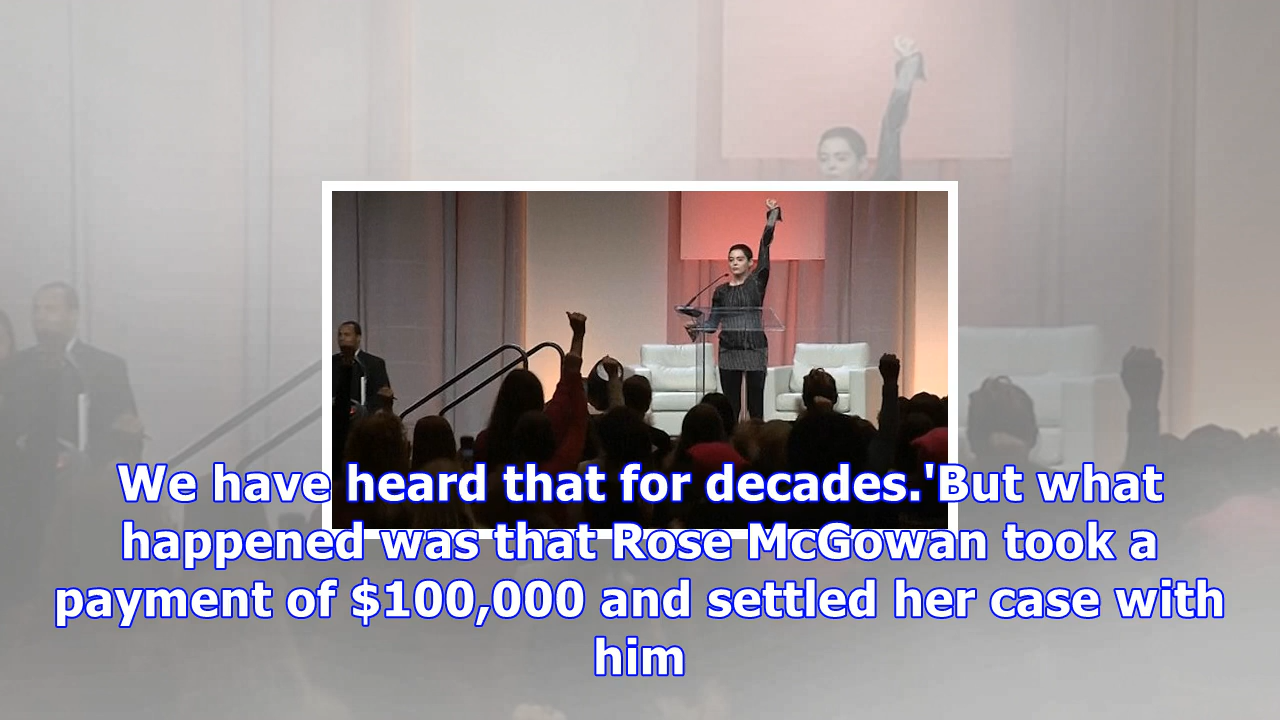 We have heard that for decades.'But what
happened was that Rose McGowan took a
payment of $100,000 and settled her case with
him